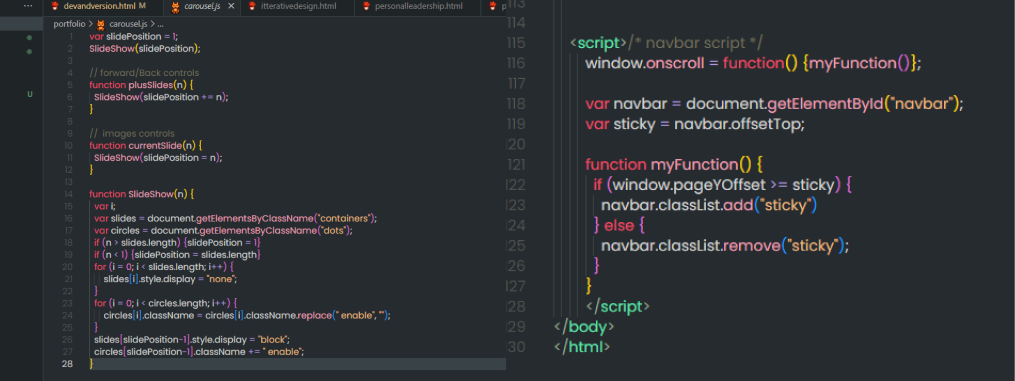 devandversion.html M
carousel.js X
itterativedesign.html
personalleadership.html
portfolio > carousel.js > ...
U
1 var slidePosition = 1;
2 SlideShow(slidePosition);
3
4 // forward/Back controls
5 function plusSlides(n) {
6 SlideShow(slidePosition += n);
7 }
8
9 // images controls
10 function currentSlide(n) {
11 SlideShow(slidePosition = n);
12 }
13
14 function SlideShow(n) {
15 var i;
16 var slides = document.getElementsByClassName("containers");
17 var circles = document.getElementsByClassName("dots");
18 if (n > slides.length) {slidePosition = 1}
19 if (n < 1) {slidePosition = slides.length}
20 for (i = 0; i < slides.length; i++) {
21 slides[i].style.display = "none";
22 }
23 for (i = 0; i < circles.length; i++) {
24 circles[i].className = circles[i].className.replace(" enable", "");
25 }
26 slides[slidePosition-1].style.display = "block";
27 circles[slidePosition-1].className += " enable";
28 }
113
114
115 <script>/* navbar script */
116 window.onscroll = function() {myFunction()};
117
118 var navbar = document.getElementById("navbar");
119 var sticky = navbar.offsetTop;
120
121 function myFunction() {
122 if (window.pageYOffset >= sticky) {
123 navbar.classList.add("sticky")
124 } else {
125 navbar.classList.remove("sticky");
126 }
127 }
128 </script>
129 </body>
130 </html>